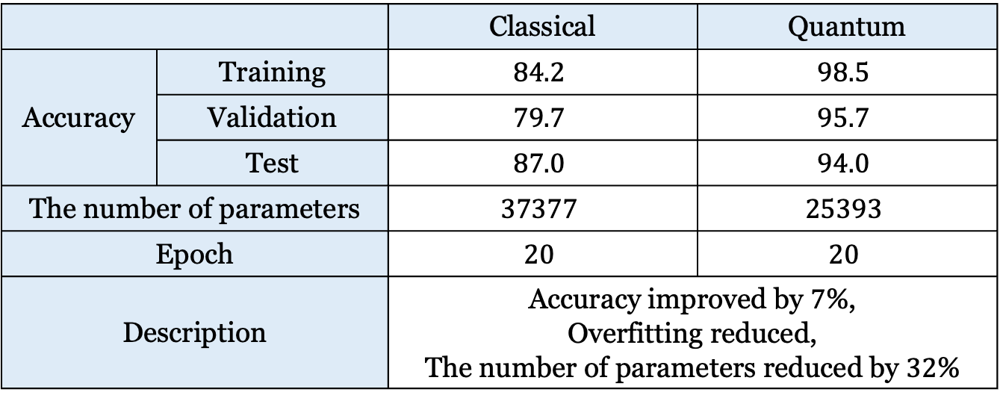 Classical Quantum
Training 84.2 98.5
Accuracy Validation 79.7 95.7
Test 87.0 94.0
The number of parameters 37377 25393
Epoch 20 20
Accuracy improved by 7%,
Description Overfitting reduced,
The number of parameters reduced by 32%